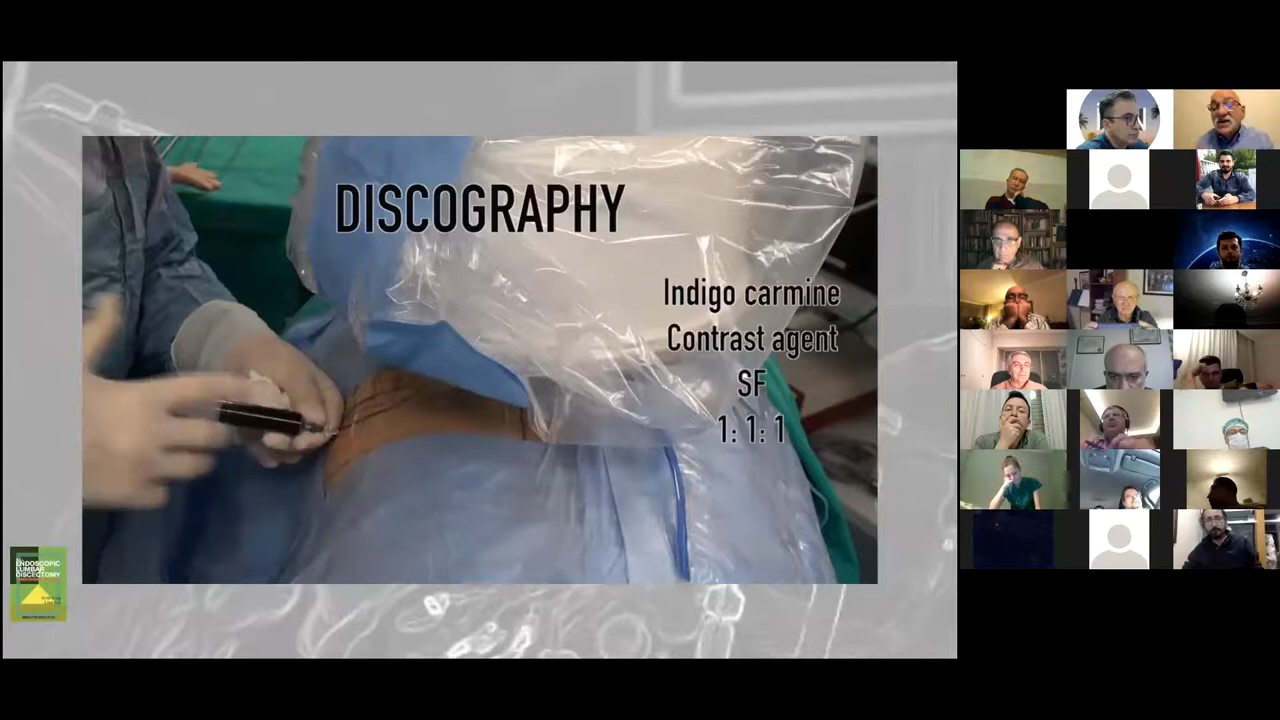 DISCOGRAPHY
Indigo carmine
Contrast agent
SF
1: 1: 1
ENDOSCOPIC
LUMBAR
DISCECTOMY